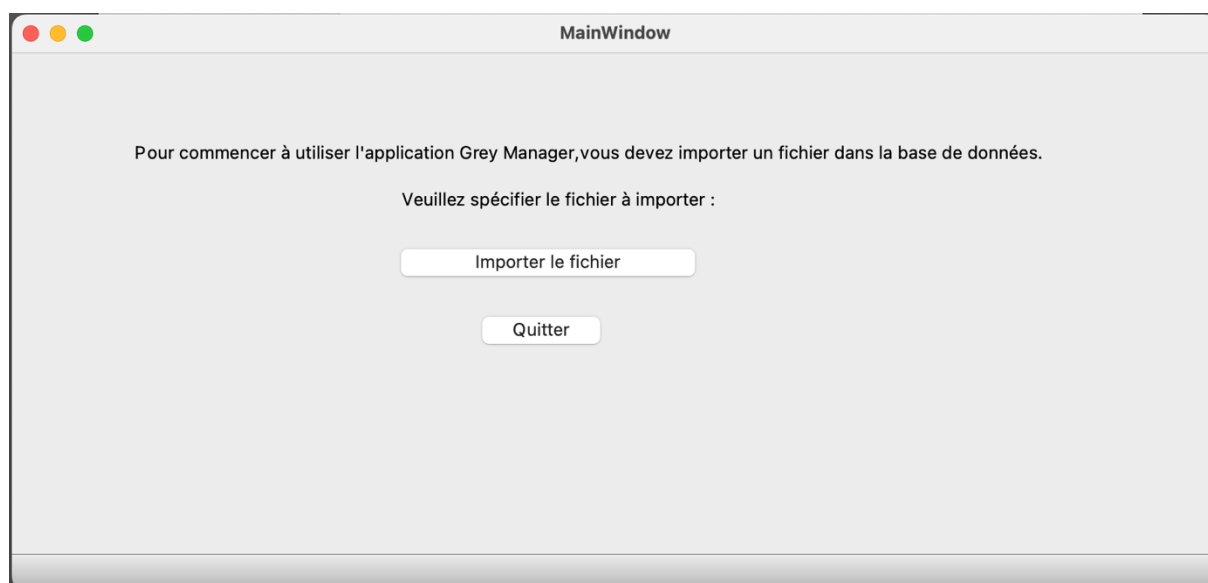 MainWindow
Pour commencer à utiliser l'application Grey Manager,vous devez importer un fichier dans la base de données.
Veuillez spécifier le fichier à importer :
Importer le fichier
Quitter